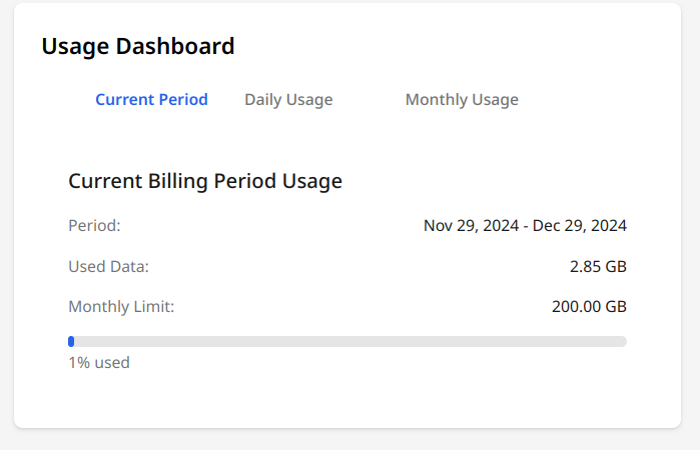 Usage Dashboard
Current Period Daily Usage Monthly Usage
Current Billing Period Usage
Period: Nov 29, 2024 - Dec 29, 2024
Used Data: 2.85 GB
Monthly Limit: 200.00 GB
1% used